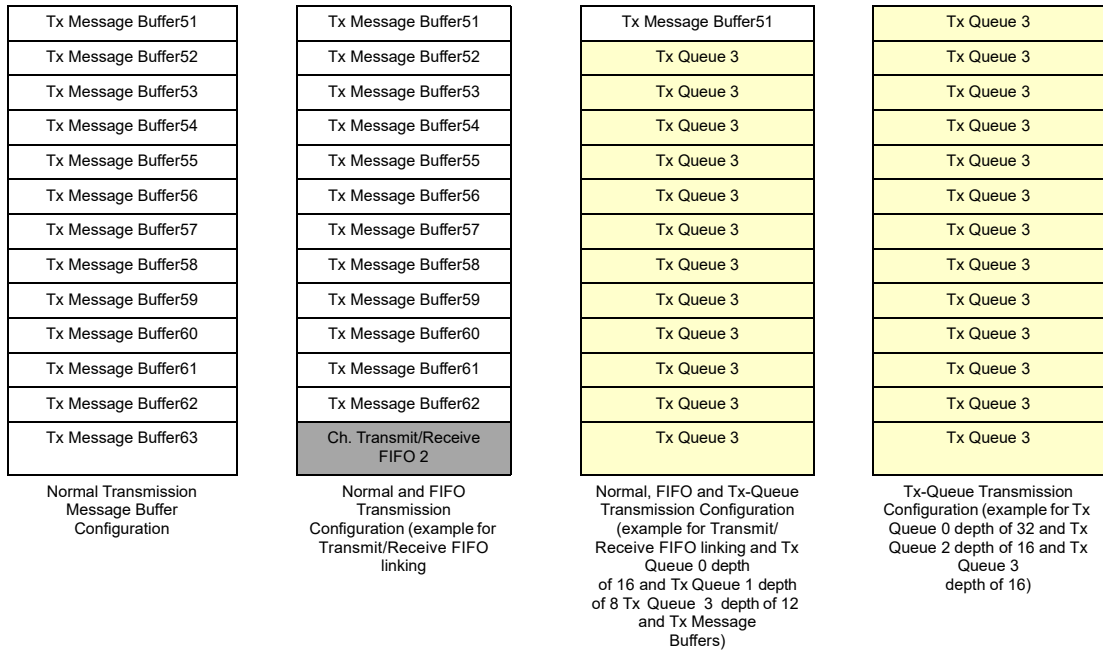 Tx Message Buffer51
Tx Message Buffer52
Tx Message Buffer53
Tx Message Buffer54
Tx Message Buffer55
Tx Message Buffer56
Tx Message Buffer57
Tx Message Buffer58
Tx Message Buffer59
Tx Message Buffer60
Tx Message Buffer61
Tx Message Buffer62
Tx Message Buffer63
Normal Transmission
Message Buffer
Configuration
Tx Message Buffer51
Tx Message Buffer52
Tx Message Buffer53
Tx Message Buffer54
Tx Message Buffer55
Tx Message Buffer56
Tx Message Buffer57
Tx Message Buffer58
Tx Message Buffer59
Tx Message Buffer60
Tx Message Buffer61
Tx Message Buffer62
Ch. Transmit/Receive
FIFO 2
Normal and FIFO
Transmission
Configuration (example for
Transmit/Receive FIFO
linking
Tx Message Buffer51
Tx Queue 3
Tx Queue 3
Tx Queue 3
Tx Queue 3
Tx Queue 3
Tx Queue 3
Tx Queue 3
Tx Queue 3
Tx Queue 3
Tx Queue 3
Tx Queue 3
Tx Queue 3
Normal, FIFO and Tx-Queue
Transmission Configuration
(example for Transmit/
Receive FIFO linking and Tx
Queue 0 depth
of 16 and Tx Queue 1 depth
of 8 Tx Queue 3 depth of 12
and Tx Message
Buffers)
Tx Queue 3
Tx Queue 3
Tx Queue 3
Tx Queue 3
Tx Queue 3
Tx Queue 3
Tx Queue 3
Tx Queue 3
Tx Queue 3
Tx Queue 3
Tx Queue 3
Tx Queue 3
Tx Queue 3
Tx-Queue Transmission
Configuration (example for Tx
Queue 0 depth of 32 and Tx
Queue 2 depth of 16 and Tx
Queue 3
depth of 16)